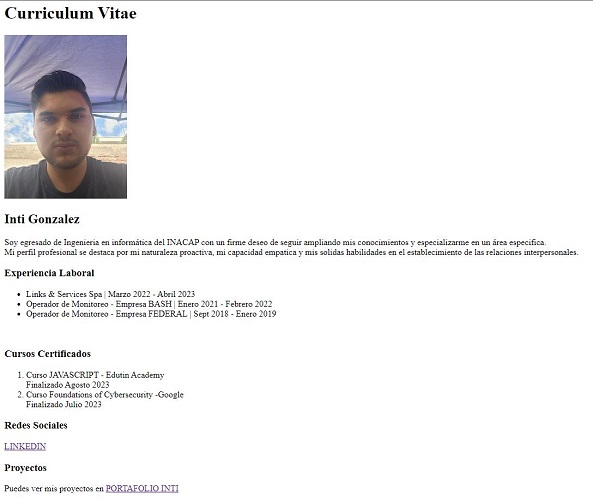 Curriculum Vitae
Inti Gonzalez
Soy egresado de Ingenieria en informática del INACAP con un firme deseo de seguir ampliando mis conocimientos y especializarme en un área especifica.
Mi perfil profesional se destaca por mi naturaleza proactiva, mi capacidad empatica y mis solidas habilidades en el establecimiento de las relaciones interpersonales.
Experiencia Laboral
• Links & Services Spa | Marzo 2022 - Abril 2023
• Operador de Monitoreo - Empresa BASH | Enero 2021 - Febrero 2022
• Operador de Monitoreo - Empresa FEDERAL | Sept 2018 - Enero 2019
Cursos Certificados
1. Curso JAVASCRIPT - Edutin Academy
Finalizado Agosto 2023
2. Curso Foundations of Cybersecurity -Google
Finalizado Julio 2023
Redes Sociales
LINKEDIN
Proyectos
Puedes ver mis proyectos en PORTAFOLIO INTI